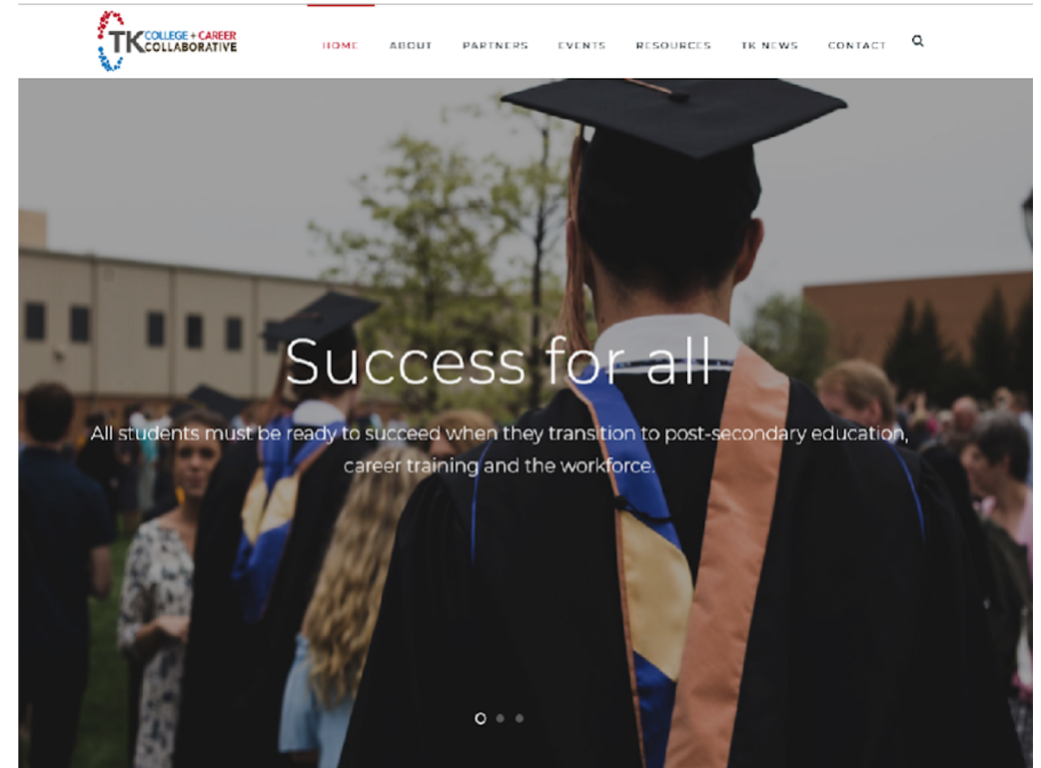 TK COLLEGE + CAREER
COLLABORATIVE
HOME ABOUT PARTNERS EVENTS RESOURCES TK NEWS CONTACT
Success for all
All students must be ready to succeed when they transition to post-secondary education,
career training and the workforce.